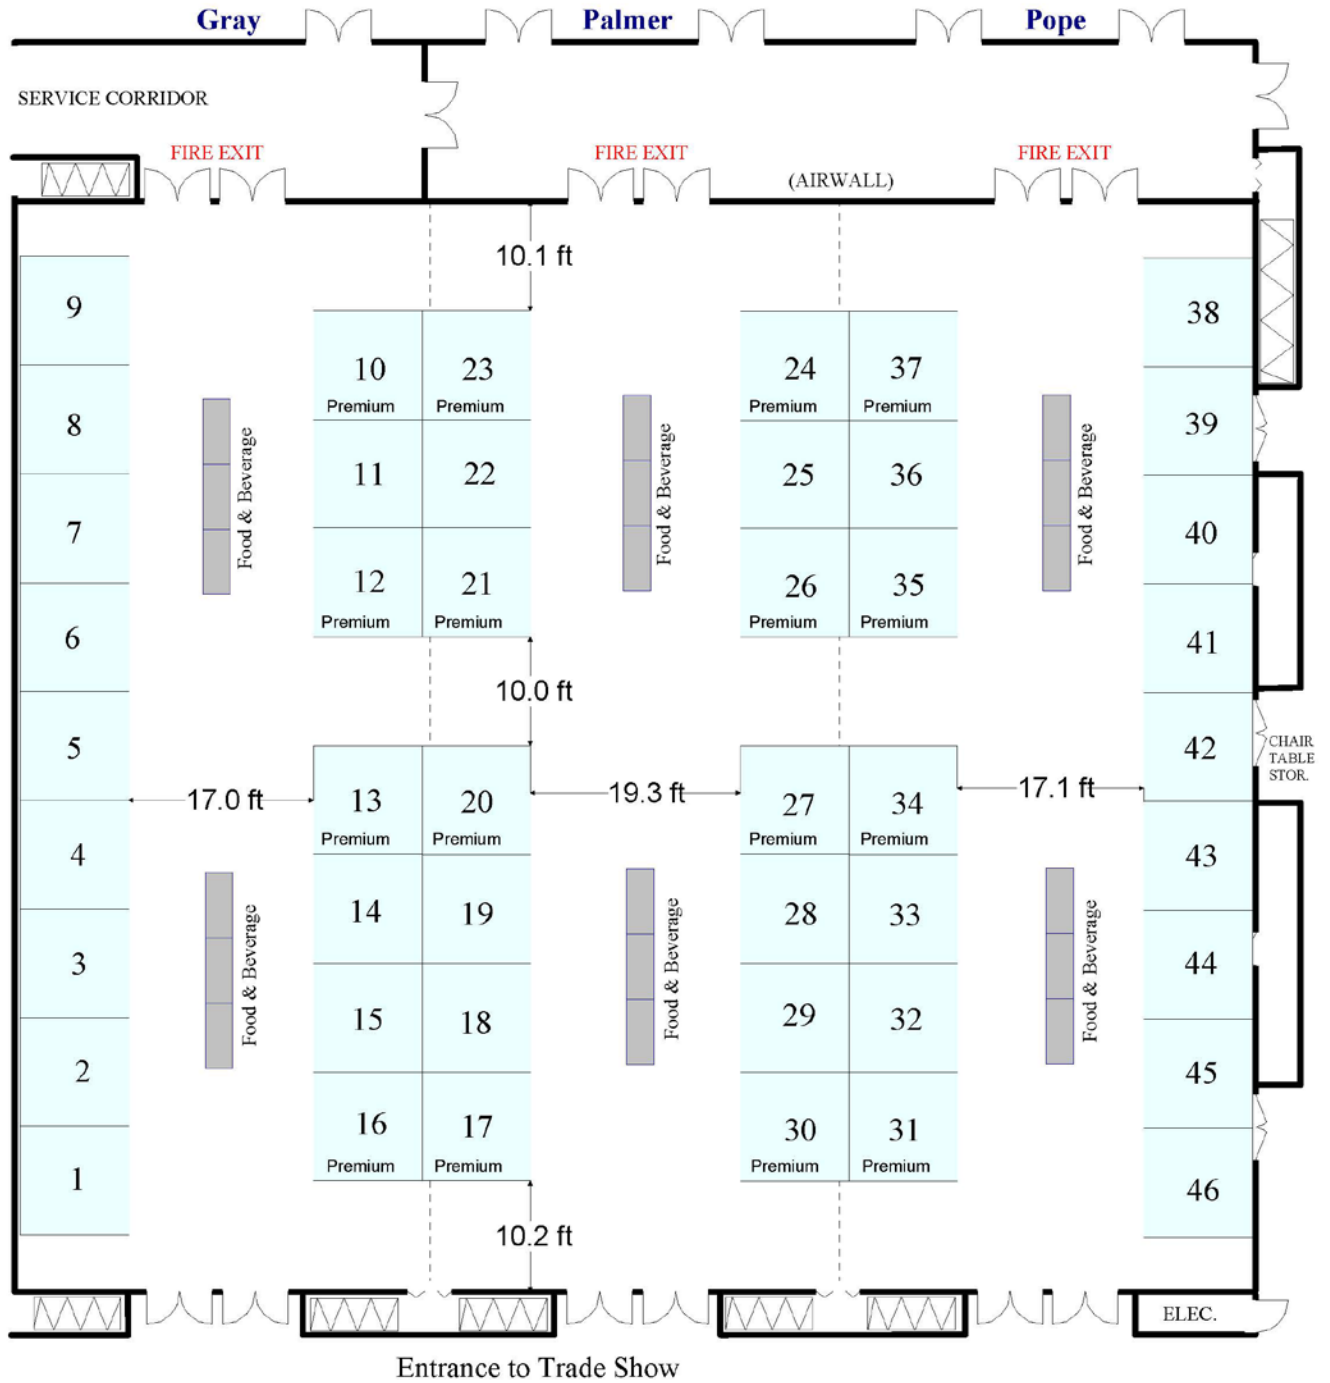 Gray Palmer Pope
SERVICE CORRIDOR
FIRE EXIT FIRE EXIT FIRE EXIT
(AIRWALL)
10.1 ft
9 38
10 23 24 37
Premium Premium Premium Premium
8 39
Food & Beverage Food & Beverage Food & Beverage
11 22 25 36
7 40
12 21 26 35
Premium Premium Premium Premium
6 41
10.0 ft
5 42
CHAIR
TABLE
STOR.
17.0 ft 19.3 ft 17.1 ft
13 20 27 34
Premium Premium Premium Premium
4 43
14 19 28 33
3 44
Food & Beverage Food & Beverage Food & Beverage
15 18 29 32
2 45
16 17 30 31
Premium Premium Premium Premium
1 46
10.2 ft
ELEC.
Entrance to Trade Show